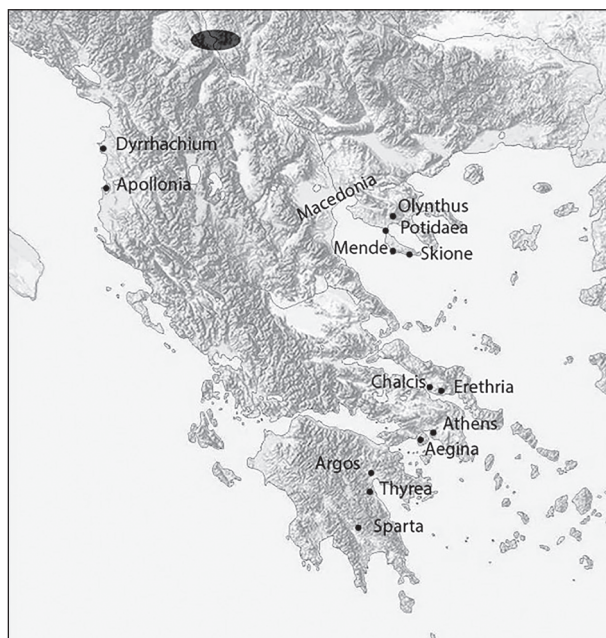 Dyrrhachium
Apollonia
Macedonia
Olynthus
Potidaea
Mende
Skione
Chalcis
Erethria
Athens
Aegina
Argos
Thyrea
Sparta